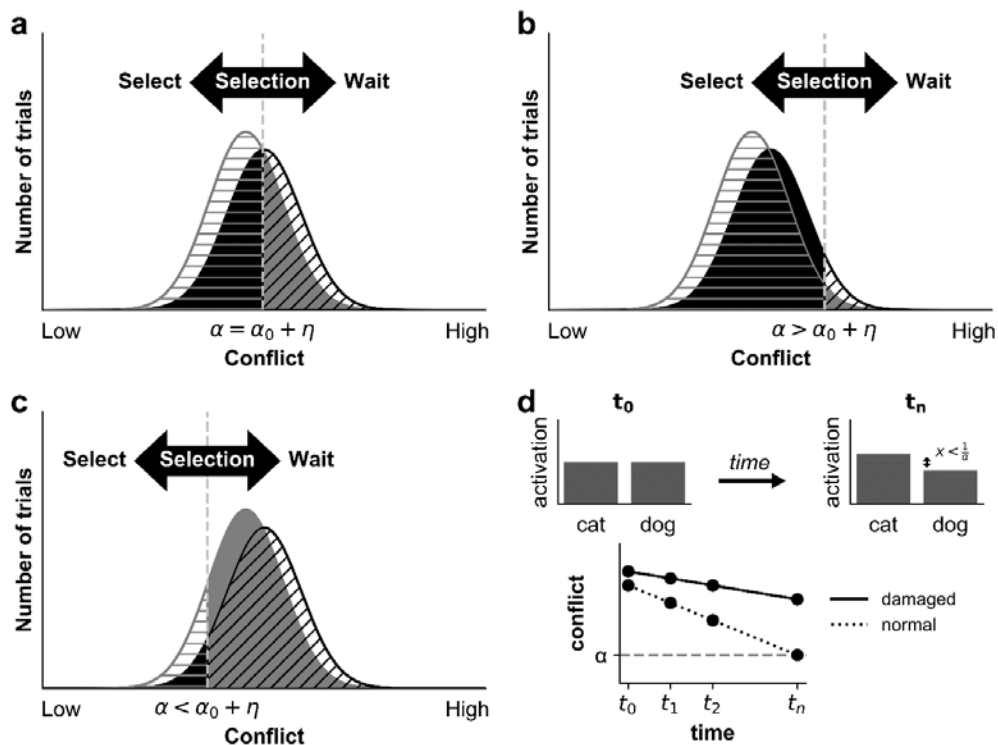 a
Select Selection Wait
Number of trials
Low High
α = α₀ + η
Conflict
b
Select Selection Wait
Number of trials
Low High
α > α₀ + η
Conflict
c
Select Selection Wait
Number of trials
Low High
α < α₀ + η
Conflict
d
t₀ tₙ
activation
cat dog
time
activation
x < 1/α
cat dog
conflict
α
t₀ t₁ t₂ tₙ
time
damaged
normal